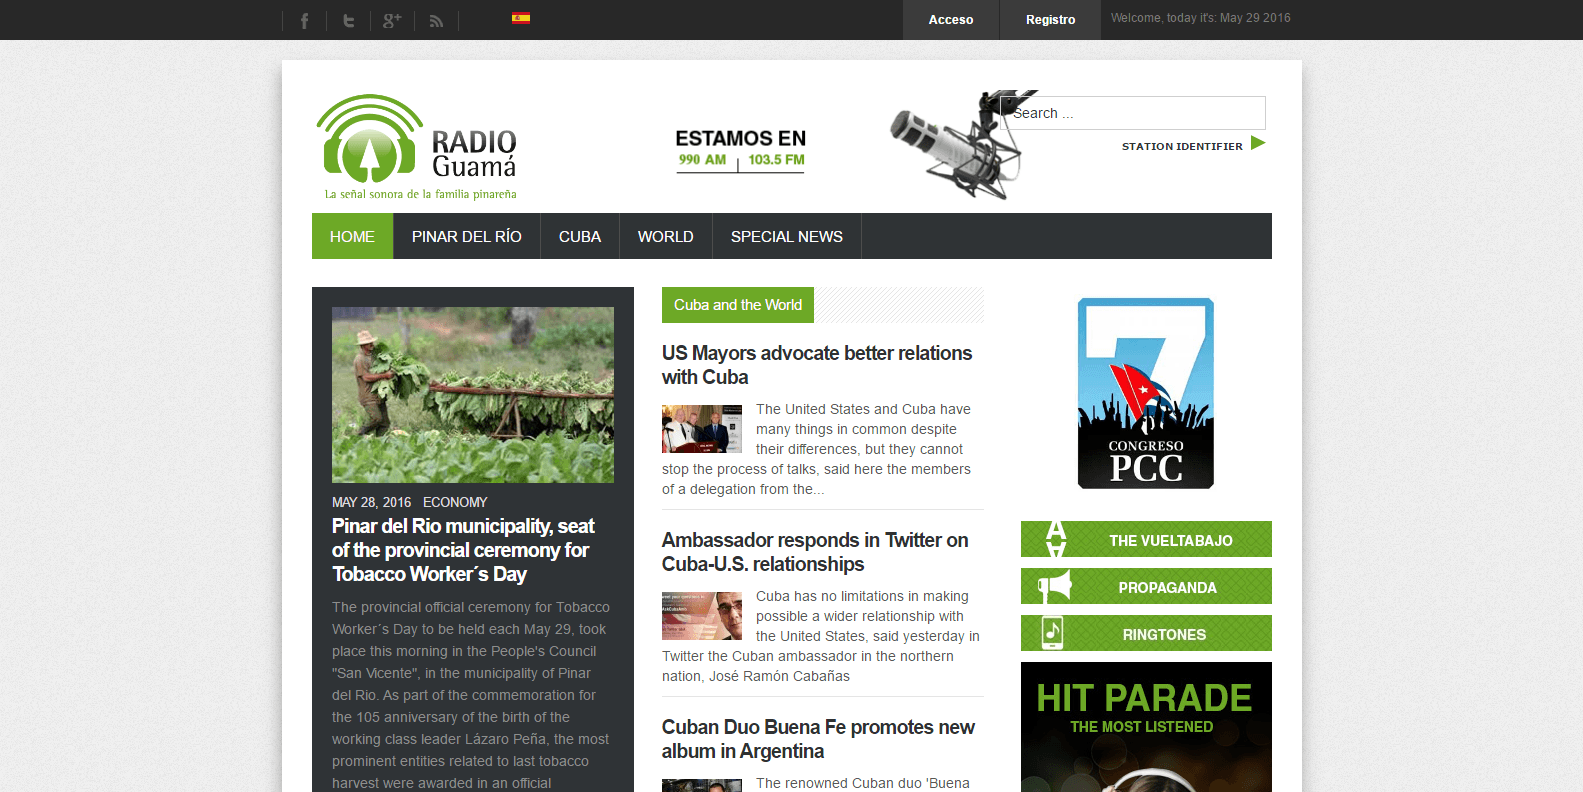 Acceso
Registro
Welcome, today it's: May 29 2016
RADIO
Guamá
La señal sonora de la familia pinareña
ESTAMOS EN
990 AM
103.5 FM
Search ...
STATION IDENTIFIER
HOME
PINAR DEL RÍO
CUBA
WORLD
SPECIAL NEWS
MAY 28, 2016 ECONOMY
Pinar del Rio municipality, seat
of the provincial ceremony for
Tobacco Worker´s Day
The provincial official ceremony for Tobacco
Worker´s Day to be held each May 29, took
place this morning in the People's Council
"San Vicente", in the municipality of Pinar
del Rio. As part of the commemoration for
the 105 anniversary of the birth of the
working class leader Lázaro Peña, the most
prominent entities related to last tobacco
harvest were awarded in an official
Cuba and the World
US Mayors advocate better relations
with Cuba
The United States and Cuba have
many things in common despite
their differences, but they cannot
stop the process of talks, said here the members
of a delegation from the...
Ambassador responds in Twitter on
Cuba-U.S. relationships
Cuba has no limitations in making
possible a wider relationship with
the United States, said yesterday in
Twitter the Cuban ambassador in the northern
nation, José Ramón Cabañas
Cuban Duo Buena Fe promotes new
album in Argentina
The renowned Cuban duo 'Buena
7
CONGRESO
PCC
THE VUELTABAJO
PROPAGANDA
RINGTONES
HIT PARADE
THE MOST LISTENED